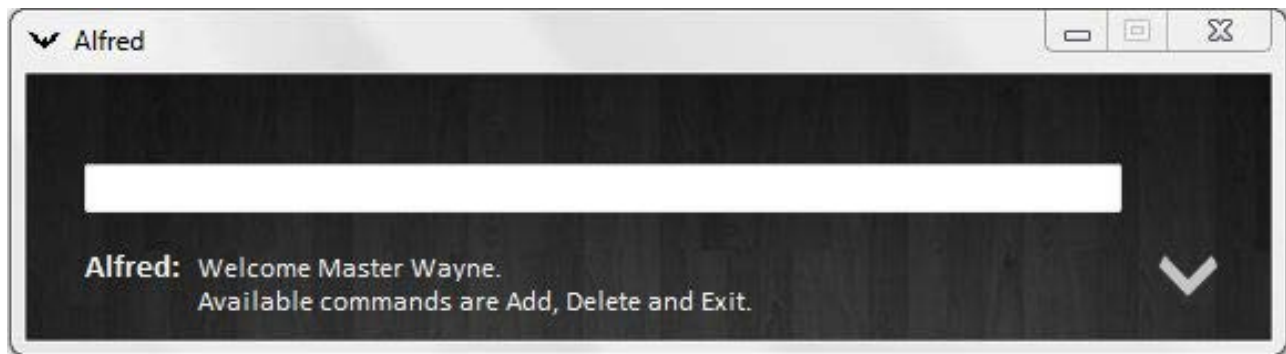 Alfred
Alfred: Welcome Master Wayne.
Available commands are Add, Delete and Exit.